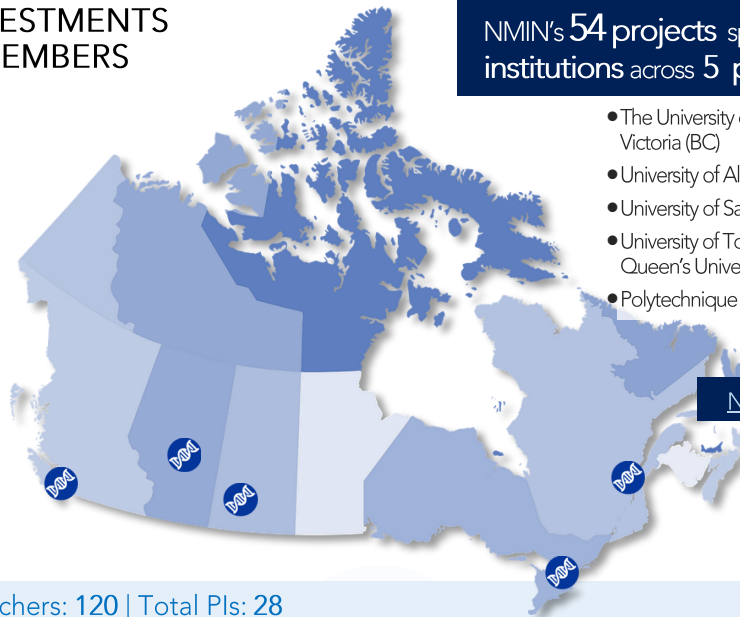 ESTMENTS
EMBERS
NMIN's 54 projects sp
institutions across 5 p
• The University
Victoria (BC)
• University of Al
• University of Sa
• University of To
Queen's Unive
• Polytechnique
N
chers: 120 | Total PIs: 28